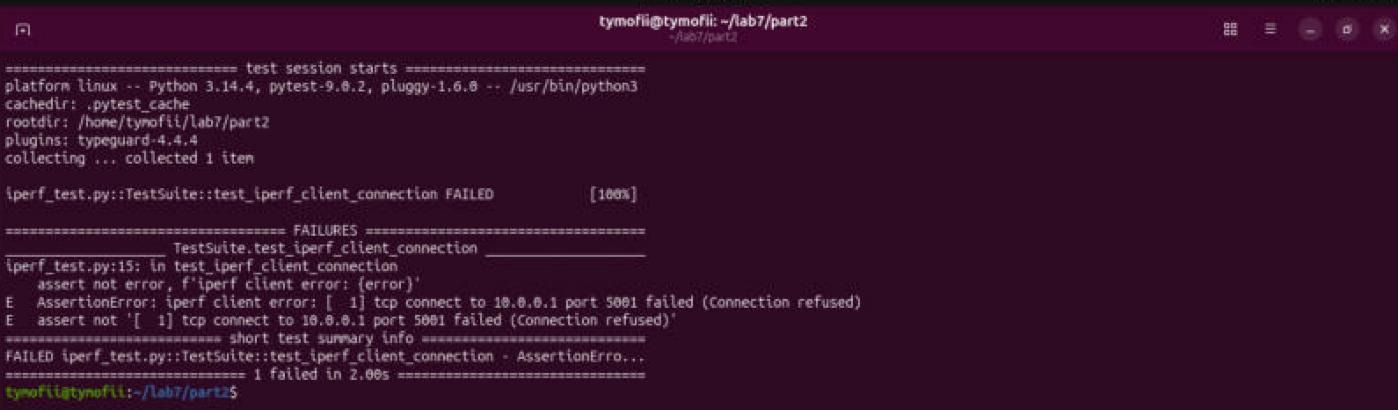 tymofii@tymofii: ~/lab7/part2
~/lab7/part2
============================= test session starts ==============================
platform linux -- Python 3.14.4, pytest-9.0.2, pluggy-1.6.0 -- /usr/bin/python3
cachedir: .pytest_cache
rootdir: /home/tymofii/lab7/part2
plugins: typeguard-4.4.4
collecting ... collected 1 item
iperf_test.py::TestSuite::test_iperf_client_connection FAILED            [100%]
=================================== FAILURES ===================================
____________________ TestSuite.test_iperf_client_connection ____________________
iperf_test.py:15: in test_iperf_client_connection
    assert not error, f'iperf client error: {error}'
E   AssertionError: iperf client error: [  1] tcp connect to 10.0.0.1 port 5001 failed (Connection refused)
E   assert not '[  1] tcp connect to 10.0.0.1 port 5001 failed (Connection refused)'
=========================== short test summary info ============================
FAILED iperf_test.py::TestSuite::test_iperf_client_connection - AssertionErro...
============================== 1 failed in 2.00s ===============================
tymofii@tymofii:~/lab7/part2$